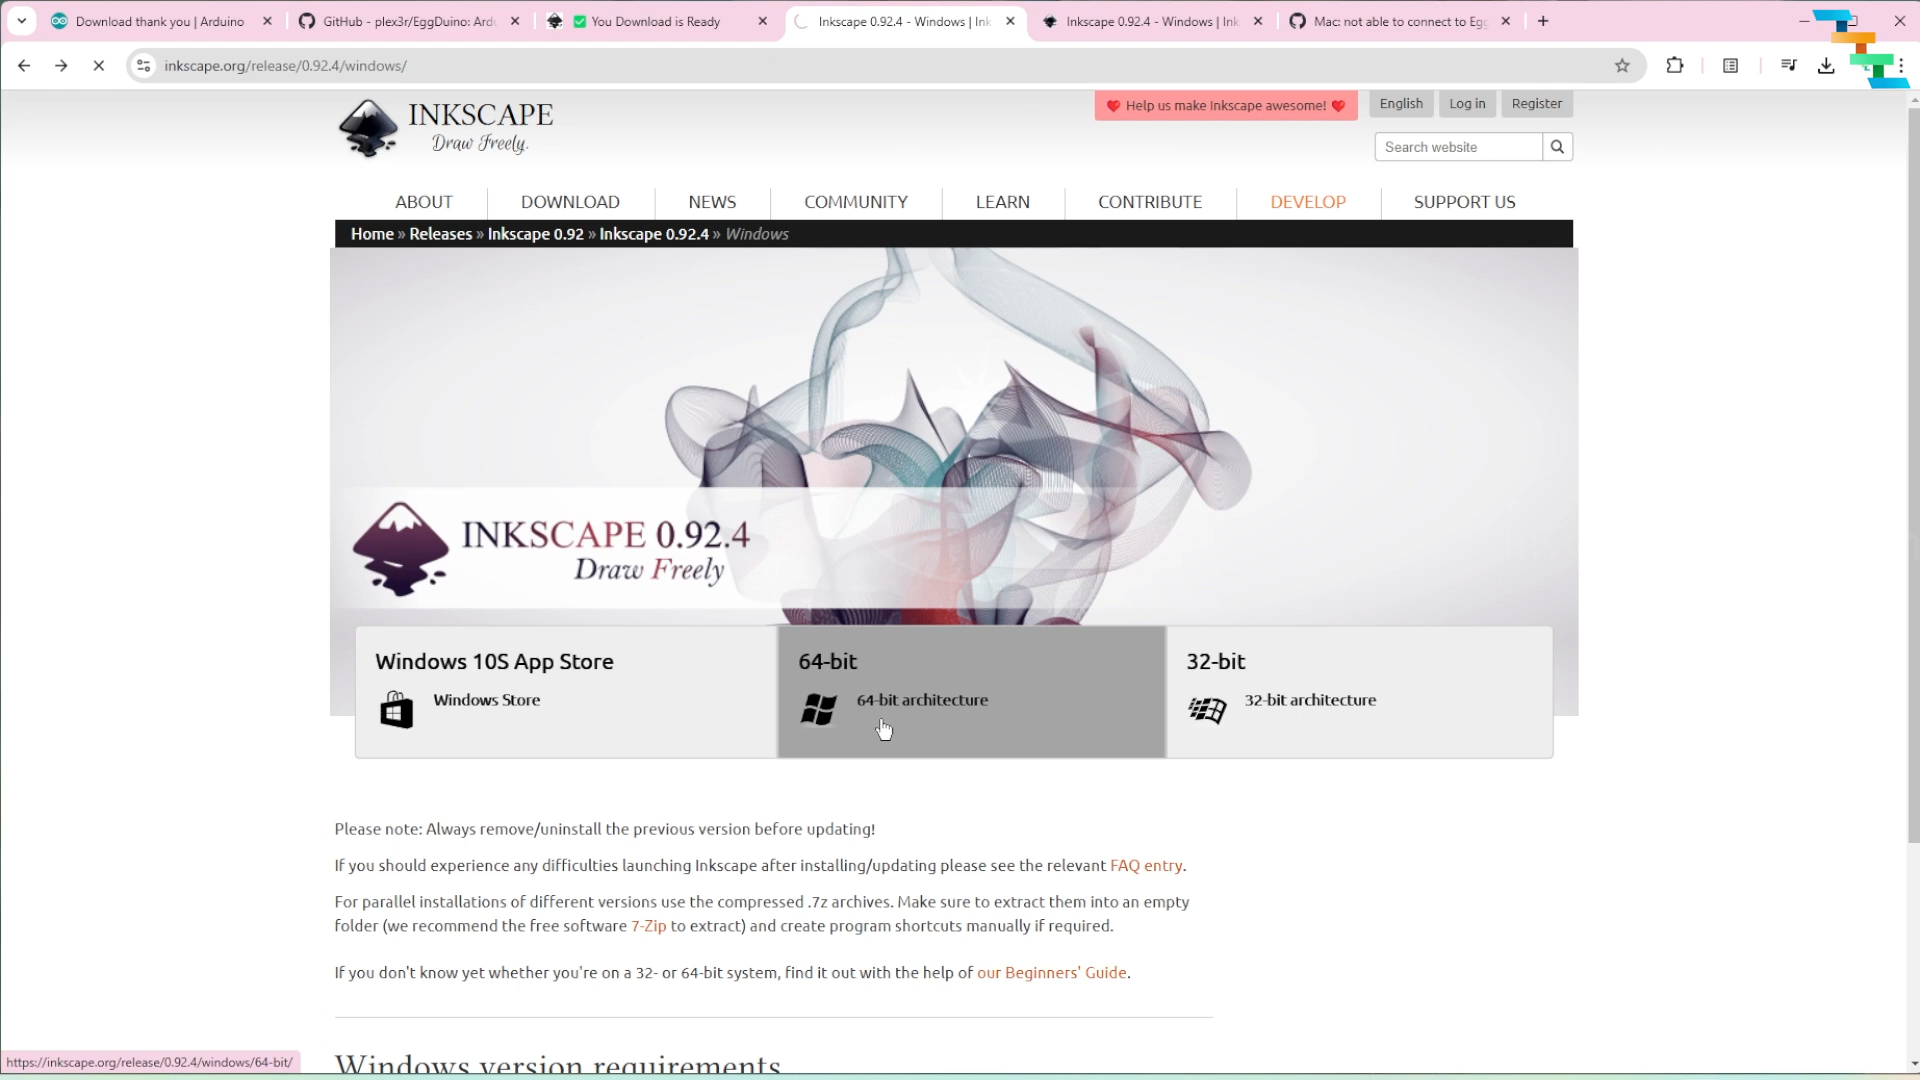 Download thank you | Arduino
GitHub - plex3r/EggDuino: Ard
You Download is Ready
Inkscape 0.92.4 - Windows | Ink
Inkscape 0.92.4 - Windows | Ink
Mac: not able to connect to Egg
inkscape.org/release/0.92.4/windows/
INKSCAPE
Draw Freely.
Help us make Inkscape awesome!
English
Log in
Register
Search website
ABOUT
DOWNLOAD
NEWS
COMMUNITY
LEARN
CONTRIBUTE
DEVELOP
SUPPORT US
Home » Releases » Inkscape 0.92 » Inkscape 0.92.4 » Windows
INKSCAPE 0.92.4
Draw Freely
Windows 10S App Store
Windows Store
64-bit
64-bit architecture
32-bit
32-bit architecture
Please note: Always remove/uninstall the previous version before updating!
If you should experience any difficulties launching Inkscape after installing/updating please see the relevant FAQ entry.
For parallel installations of different versions use the compressed .7z archives. Make sure to extract them into an empty
folder (we recommend the free software 7-Zip to extract) and create program shortcuts manually if required.
If you don't know yet whether you're on a 32- or 64-bit system, find it out with the help of our Beginners' Guide.
Windows version requirements
https://inkscape.org/release/0.92.4/windows/64-bit/